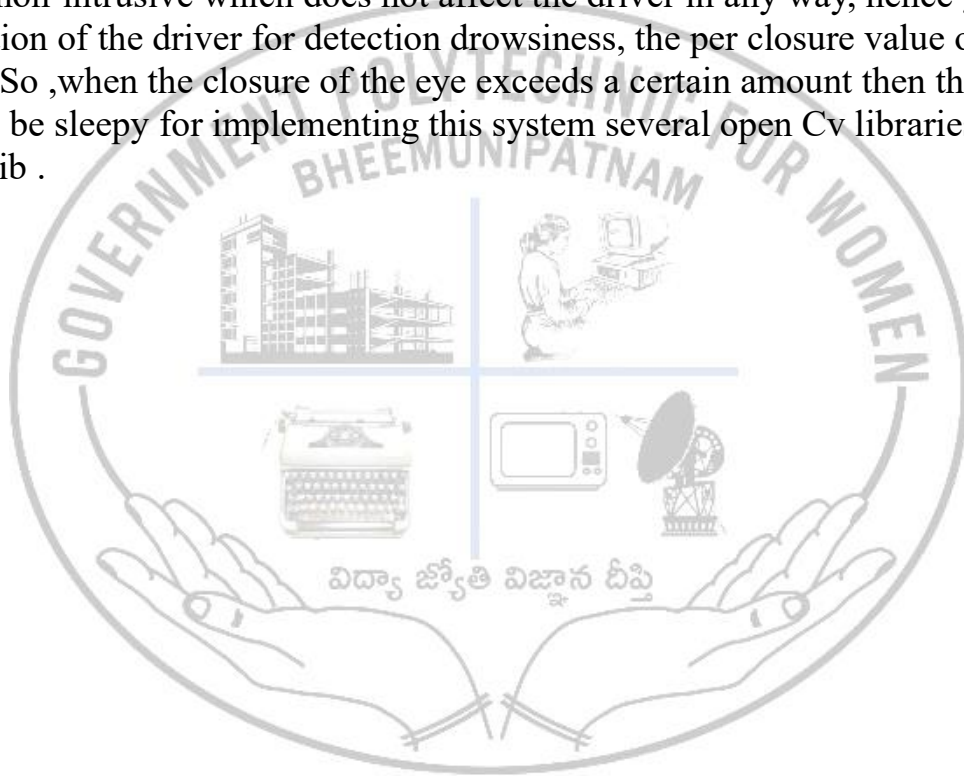 non-intrusive which does not affect the driver in any way, hence
ion of the driver for detection drowsiness, the per closure value
So ,when the closure of the eye exceeds a certain amount then th
be sleepy for implementing this system several open Cv librarie
ib .
GOVERNMENT POLYTECHNIC FOR WOMEN
BHEEMUNIPATNAM
విద్యా జ్యోతి విజ్ఞాన దీప్తి